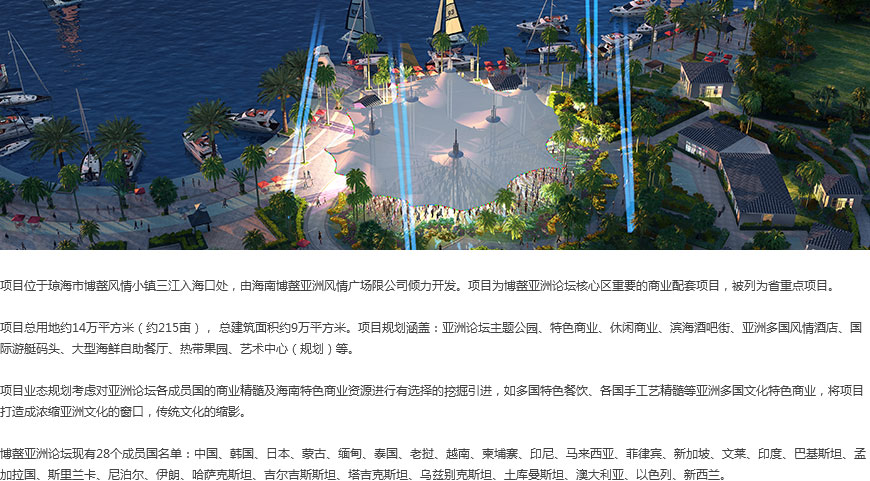 项目位于琼海市博鳌风情小镇三江入海口处，由海南博鳌亚洲风情广场限公司倾力开发。项目为博鳌亚洲论坛核心区重要的商业配套项目，被列为省重点项目。
项目总用地约14万平方米（约215亩），总建筑面积约9万平方米。项目规划涵盖：亚洲论坛主题公园、特色商业、休闲商业、滨海酒吧街、亚洲多国风情酒店、国
际游艇码头、大型海鲜自助餐厅、热带果园、艺术中心（规划）等。
项目业态规划考虑对亚洲论坛各成员国的商业精髓及海南特色商业资源进行有选择的挖掘引进，如多国特色餐饮、各国手工艺精髓等亚洲多国文化特色商业，将项目
打造成浓缩亚洲文化的窗口，传统文化的缩影。
博鳌亚洲论坛现有28个成员国名单：中国、韩国、日本、蒙古、缅甸、泰国、老挝、越南、柬埔寨、印尼、马来西亚、菲律宾、新加坡、文莱、印度、巴基斯坦、孟
加拉国、斯里兰卡、尼泊尔、伊朗、哈萨克斯坦、吉尔吉斯斯坦、塔吉克斯坦、乌兹别克斯坦、土库曼斯坦、澳大利亚、以色列、新西兰。